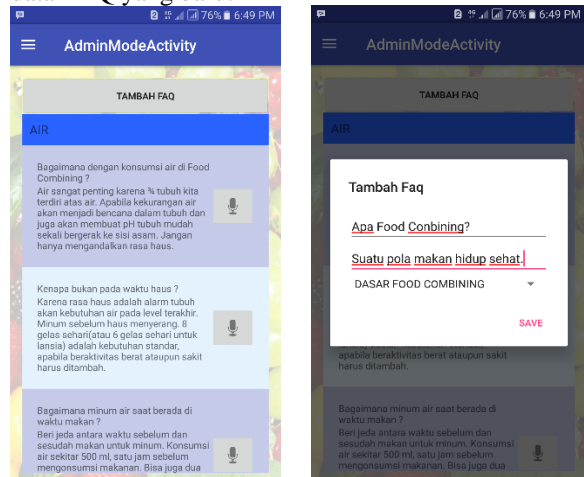 76% 6:49 PM
AdminModeActivity
TAMBAH FAQ
AIR
Bagaimana dengan konsumsi air di Food
Combining ?
Air sangat penting karena ¾ tubuh kita
terdiri atas air. Apabila kekurangan air
akan menjadi bencana dalam tubuh dan
juga akan membuat pH tubuh mudah
sekali bergerak ke sisi asam. Jangan
hanya mengandalkan rasa haus.
Kenapa bukan pada waktu haus ?
Karena rasa haus adalah alarm tubuh
akan kebutuhan air pada level terakhir.
Minum sebelum haus menyerang. 8
gelas sehari(atau 6 gelas sehari untuk
lansia) adalah kebutuhan standar,
apabila beraktivitas berat ataupun sakit
harus ditambah.
Bagaimana minum air saat berada di
waktu makan ?
Beri jeda antara waktu sebelum dan
sesudah makan untuk minum. Konsumsi
air sekitar 500 ml, satu jam sebelum
mengonsumsi makanan. Bisa juga dua
76% 6:49 PM
AdminModeActivity
TAMBAH FAQ
AIR
Tambah Faq
Apa Food Conbining?
Suatu pola makan hidup sehat.
DASAR FOOD COMBINING
SAVE
apabila beraktivitas berat ataupun sakit
harus ditambah.
Bagaimana minum air saat berada di
waktu makan ?
Beri jeda antara waktu sebelum dan
sesudah makan untuk minum. Konsumsi
air sekitar 500 ml, satu jam sebelum
mengonsumsi makanan. Bisa juga dua